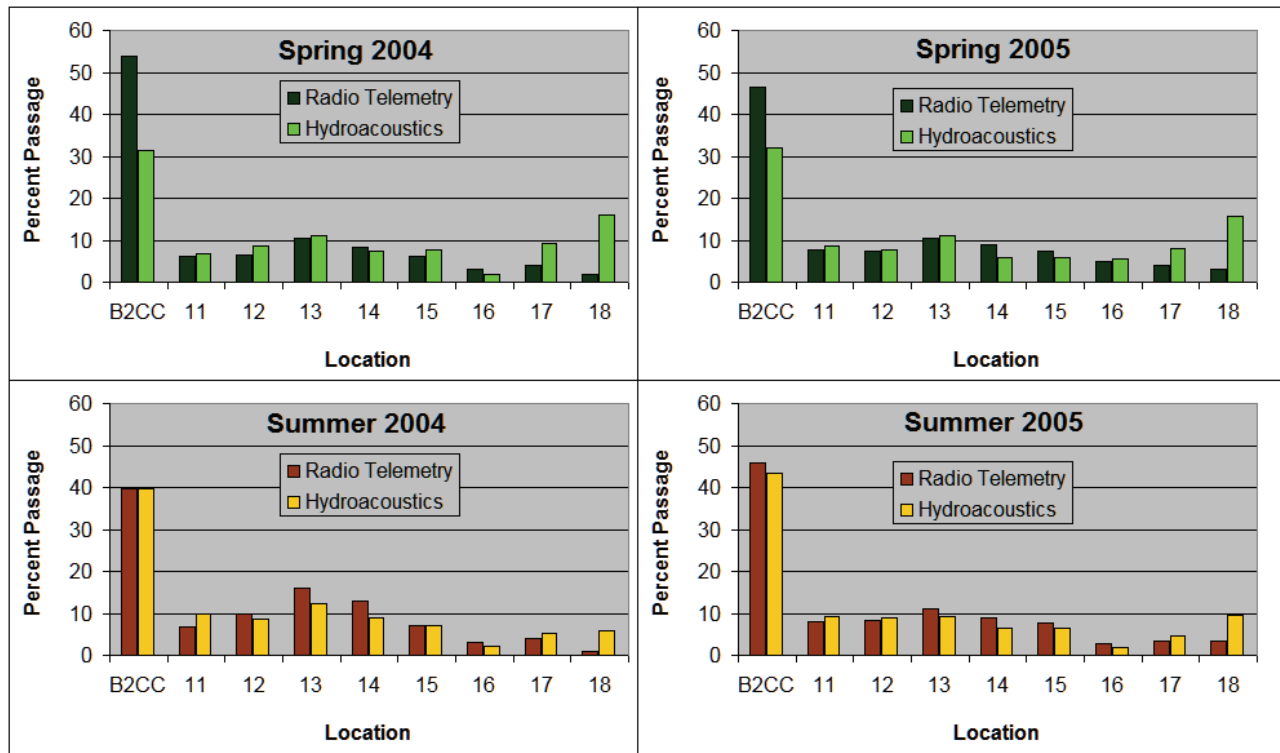 Spring 2004
Radio Telemetry
Hydroacoustics
Percent Passage
60
50
40
30
20
10
0
B2CC 11 12 13 14 15 16 17 18
Location
Spring 2005
Radio Telemetry
Hydroacoustics
Percent Passage
60
50
40
30
20
10
0
B2CC 11 12 13 14 15 16 17 18
Location
Summer 2004
Radio Telemetry
Hydroacoustics
Percent Passage
60
50
40
30
20
10
0
B2CC 11 12 13 14 15 16 17 18
Location
Summer 2005
Radio Telemetry
Hydroacoustics
Percent Passage
60
50
40
30
20
10
0
B2CC 11 12 13 14 15 16 17 18
Location